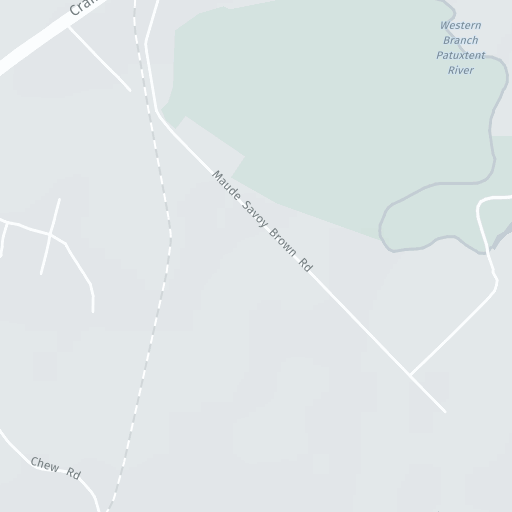 Western
Branch
Patuxtent
River
Maude Savoy Brown Rd
Chew Rd